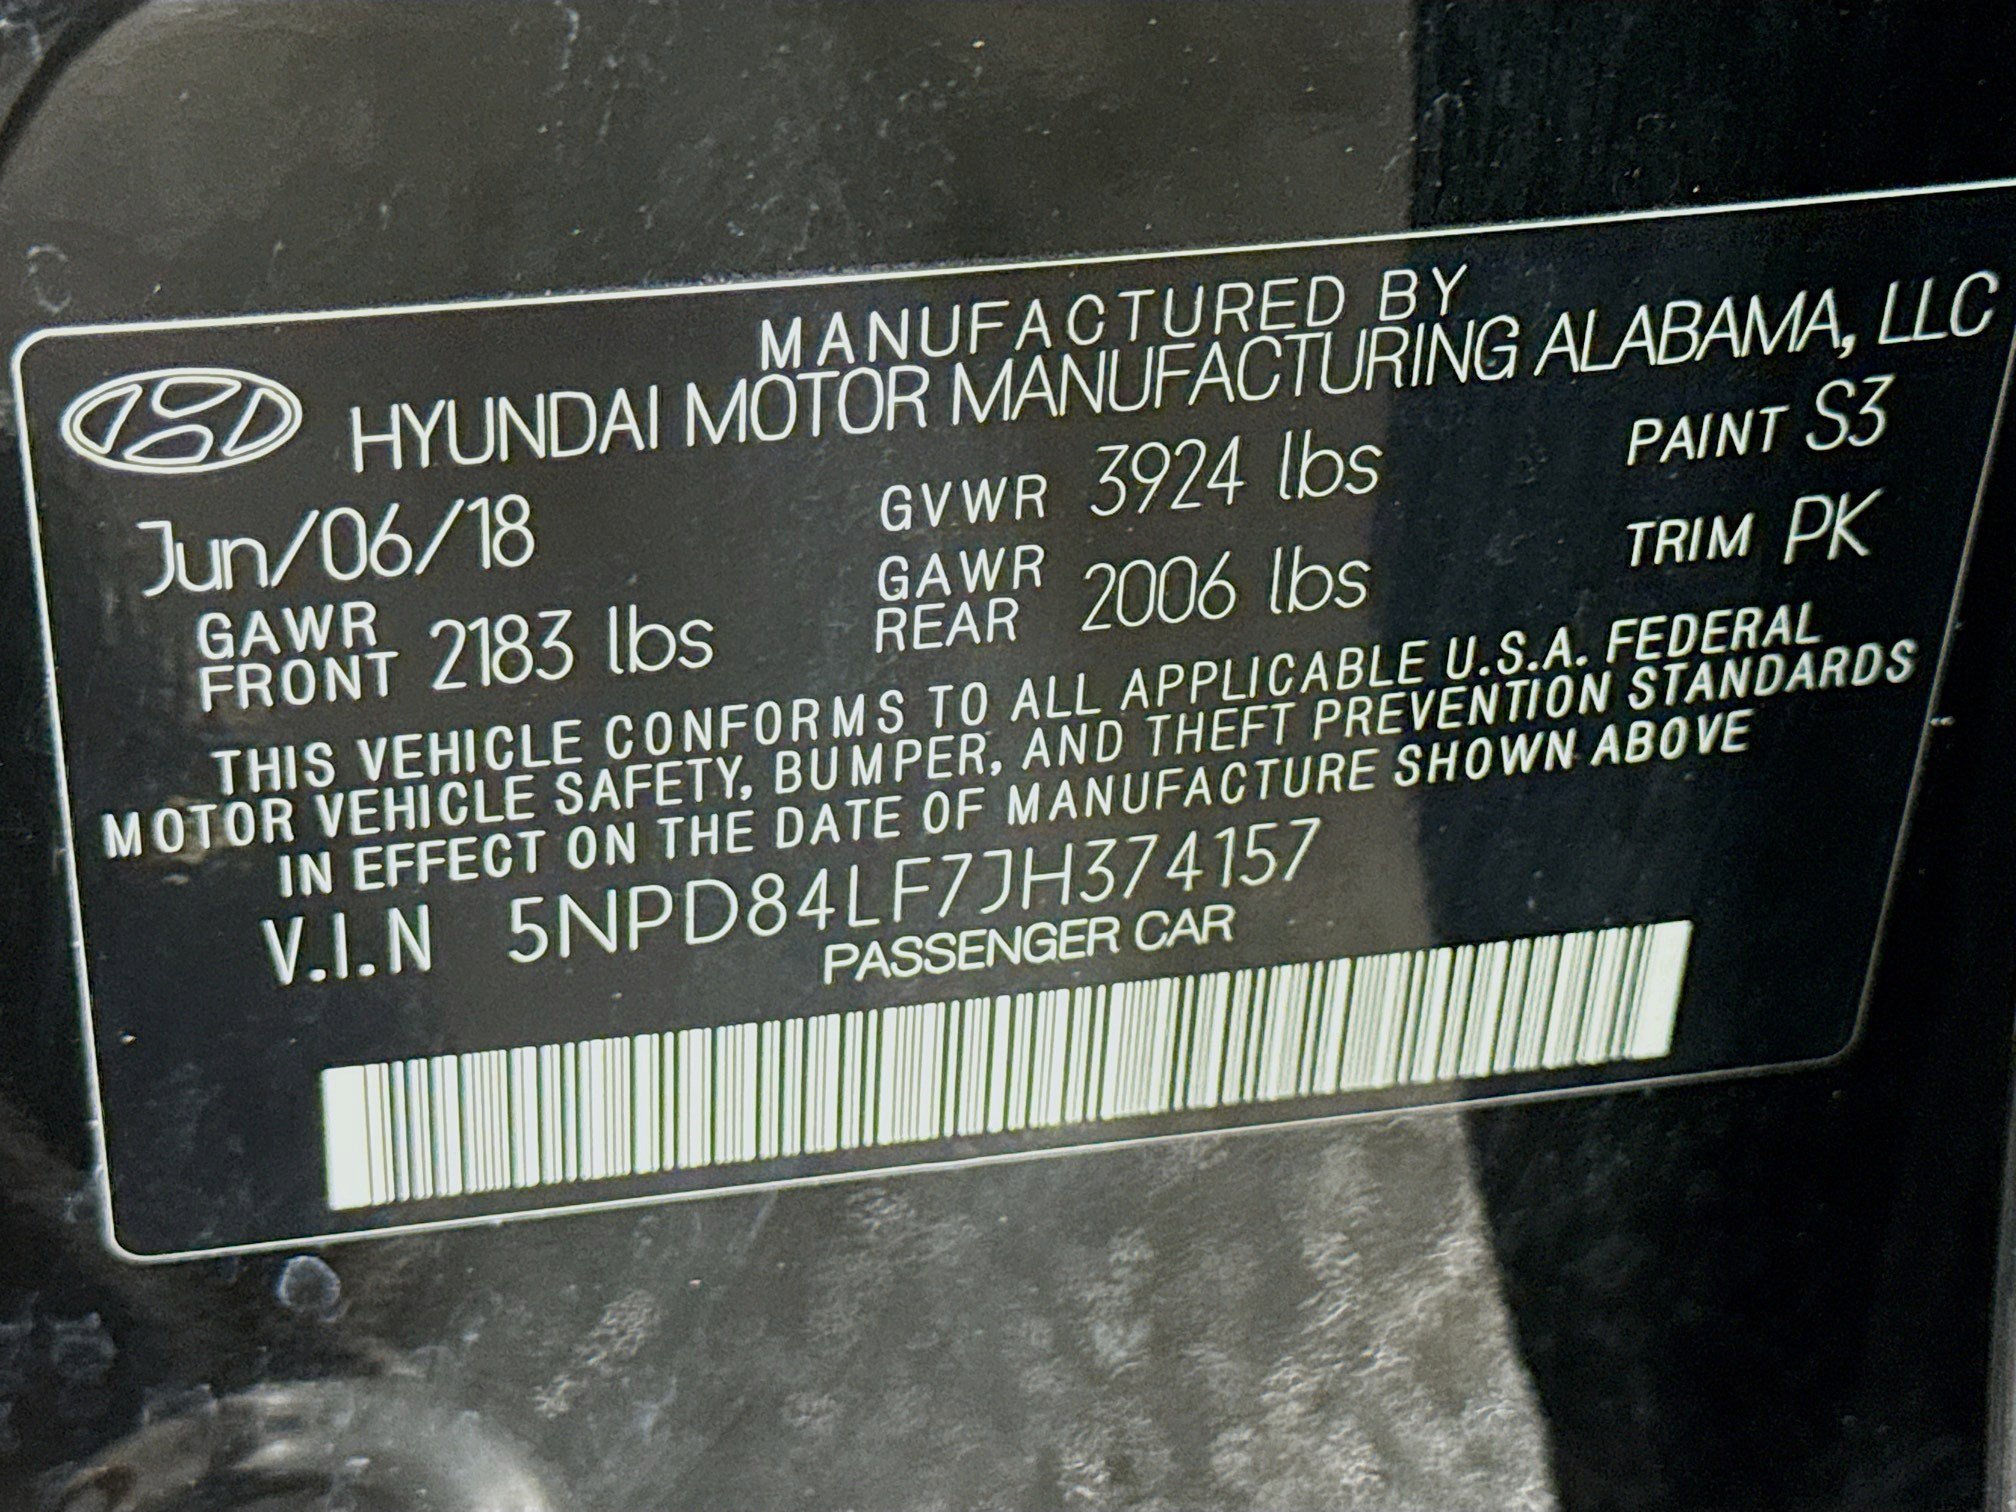 MANUFACTURED BY
HYUNDAI MOTOR MANUFACTURING ALABAMA, LLC
Jun/06/18 GVWR 3924 lbs PAINT S3
GAWR FRONT 2183 lbs GAWR REAR 2006 lbs TRIM PK
THIS VEHICLE CONFORMS TO ALL APPLICABLE U.S.A. FEDERAL
MOTOR VEHICLE SAFETY, BUMPER, AND THEFT PREVENTION STANDARDS
IN EFFECT ON THE DATE OF MANUFACTURE SHOWN ABOVE
V.I.N 5NPD84LF7JH374157
PASSENGER CAR